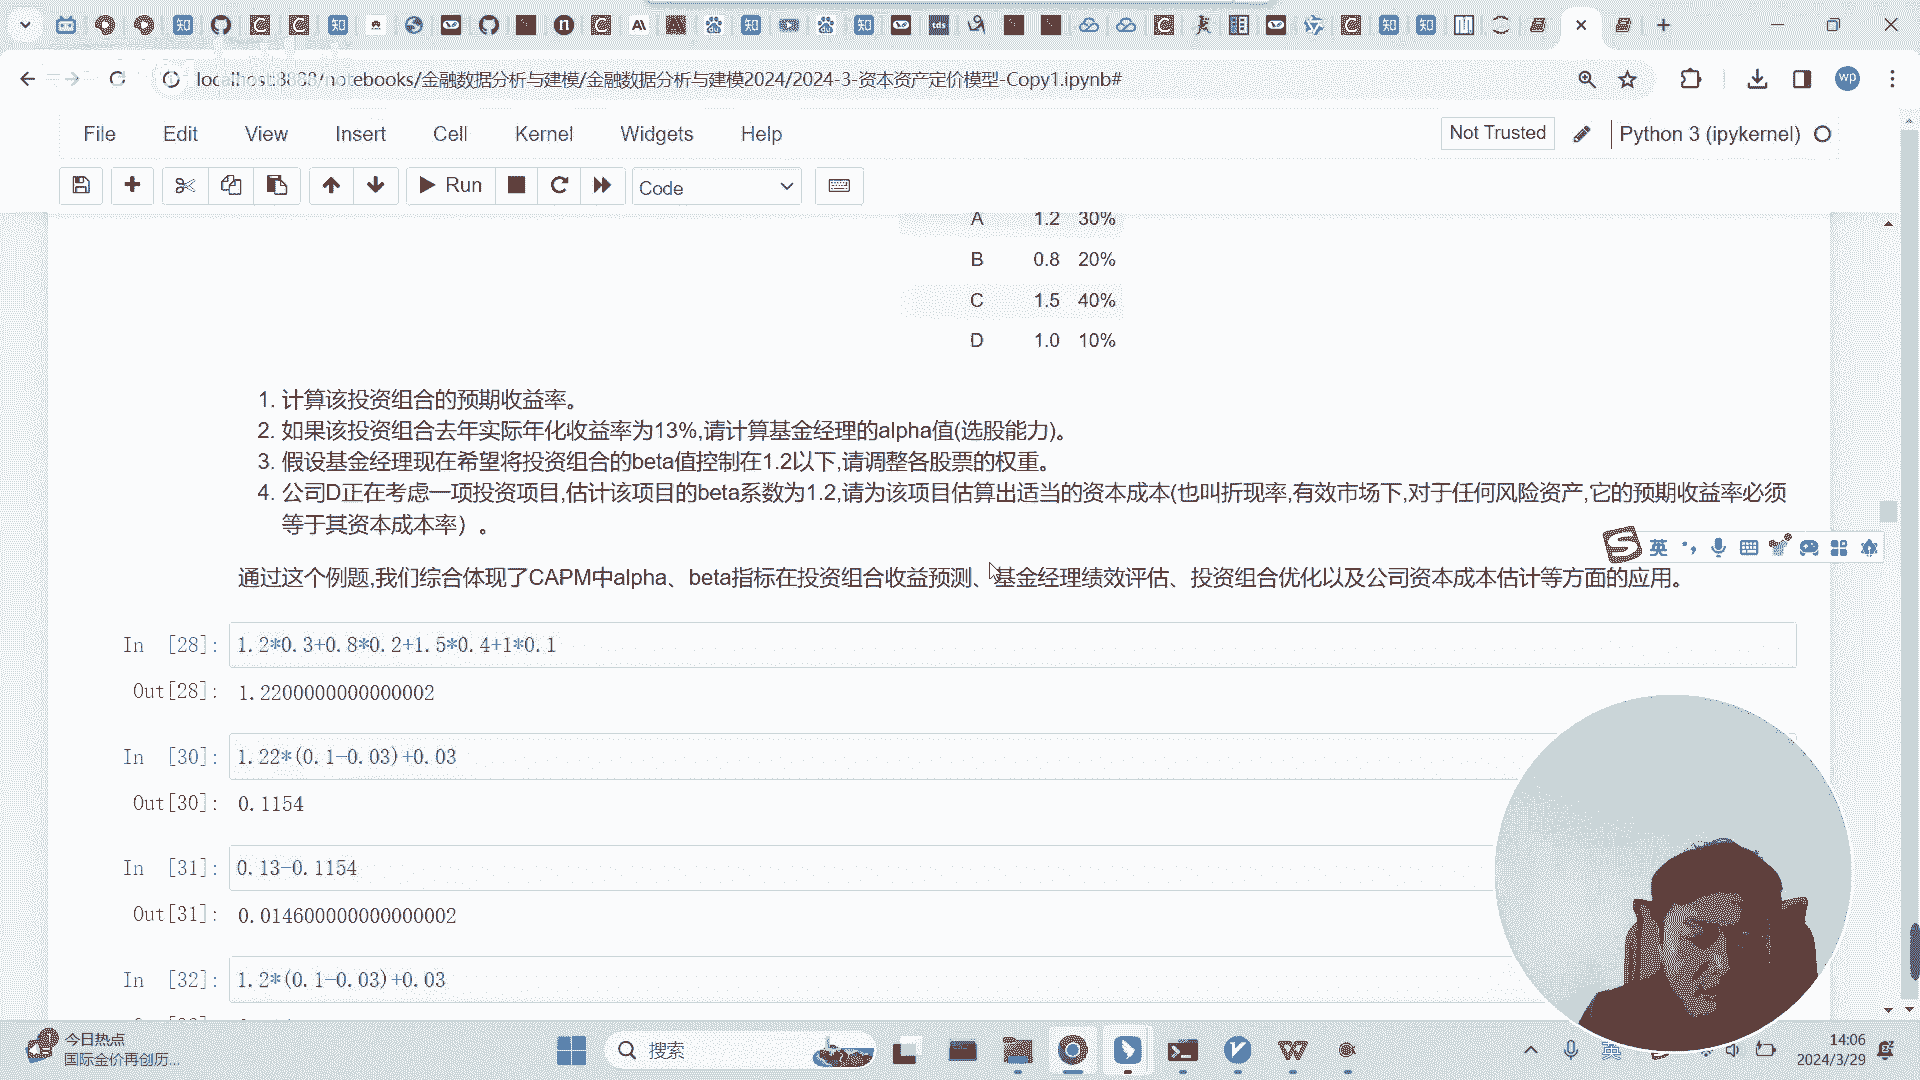 localhost:8888/notebooks/金融数据分析与建模/金融数据分析与建模2024/2024-3-资本资产定价模型-Copy1.ipynb#
wp
File Edit View Insert Cell Kernel Widgets Help
Not Trusted
Python 3 (ipykernel)
Run
Code
A 1.2 30%
B 0.8 20%
C 1.5 40%
D 1.0 10%
1. 计算该投资组合的预期收益率。
2. 如果该投资组合去年实际年化收益率为13%,请计算基金经理的alpha值(选股能力)。
3. 假设基金经理现在希望将投资组合的beta值控制在1.2以下,请调整各股票的权重。
4. 公司D正在考虑一项投资项目,估计该项目的beta系数为1.2,请为该项目估算出适当的资本成本(也叫折现率,有效市场下,对于任何风险资产,它的预期收益率必须
等于其资本成本率）。
英
通过这个例题,我们综合体现了CAPM中alpha、beta指标在投资组合收益预测、基金经理绩效评估、投资组合优化以及公司资本成本估计等方面的应用。
In [28]: 1.2*0.3+0.8*0.2+1.5*0.4+1*0.1
Out[28]: 1.2200000000000002
In [30]: 1.22*(0.1-0.03)+0.03
Out[30]: 0.1154
In [31]: 0.13-0.1154
Out[31]: 0.014600000000000002
In [32]: 1.2*(0.1-0.03)+0.03
今日热点
国际金价再创历...
搜索
英
14:06
2024/3/29